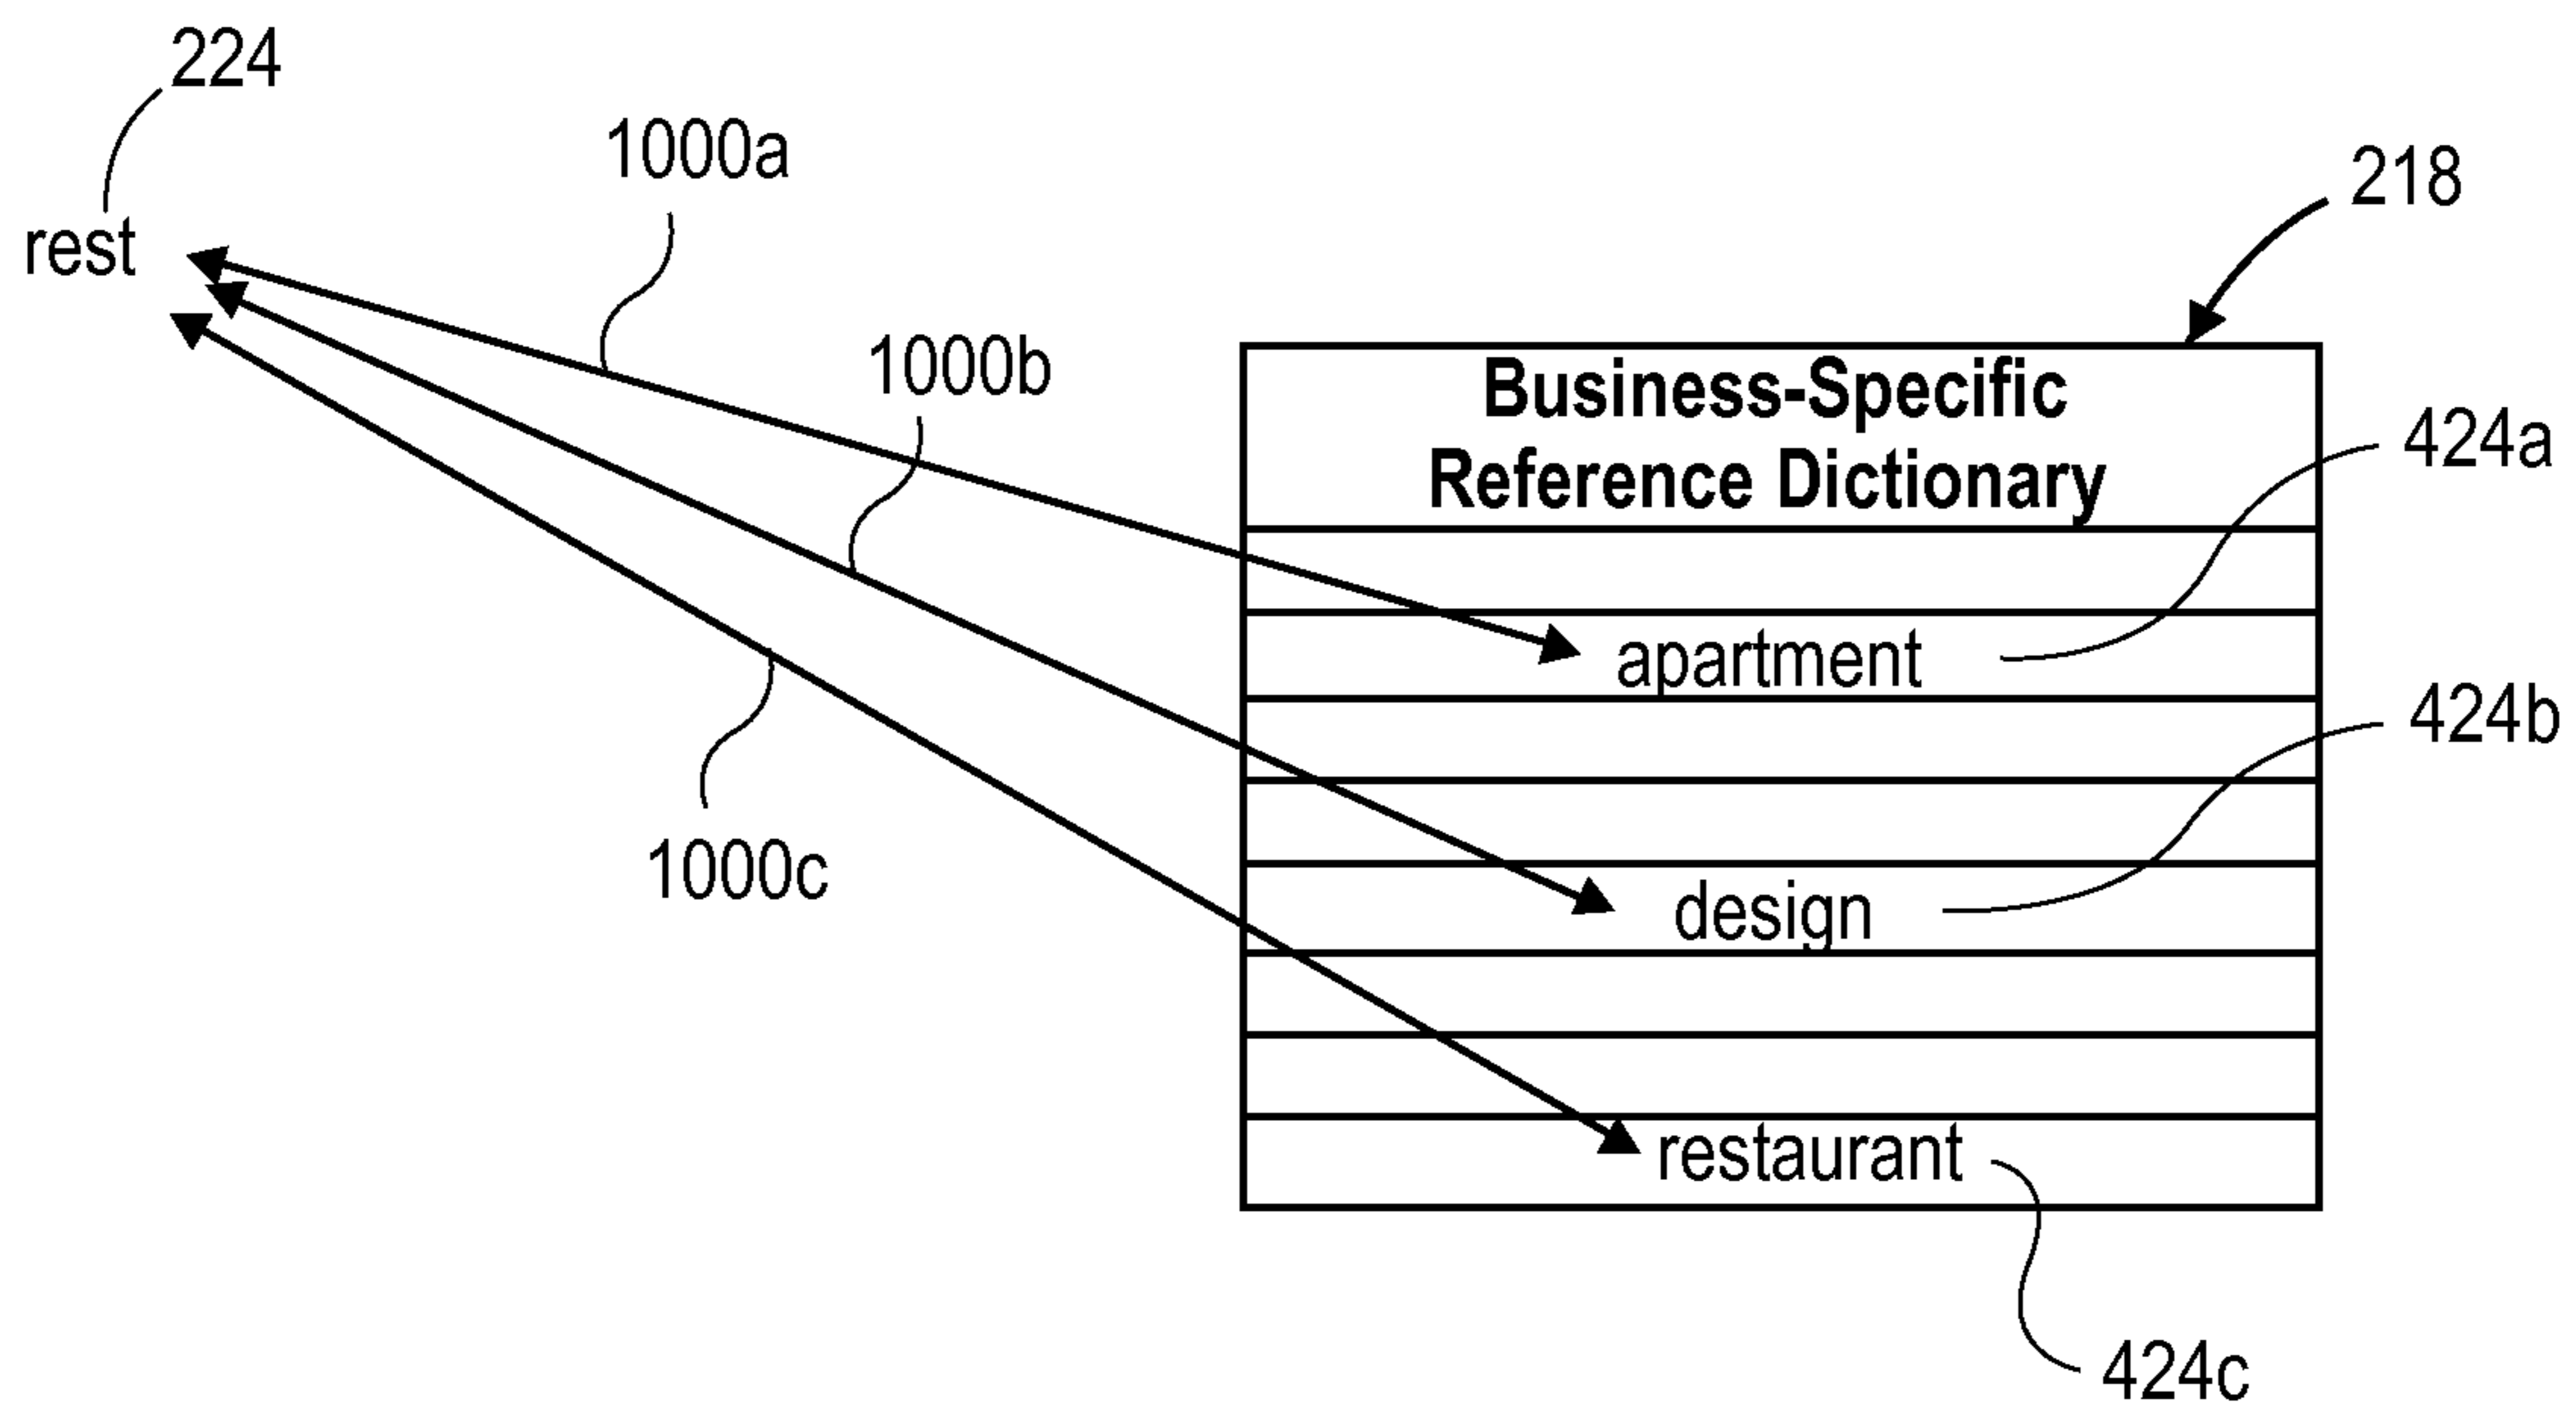 224
1000a
218
rest
1000b
Business-Specific
Reference Dictionary
424a
apartment
424b
1000c
design
restaurant
424c